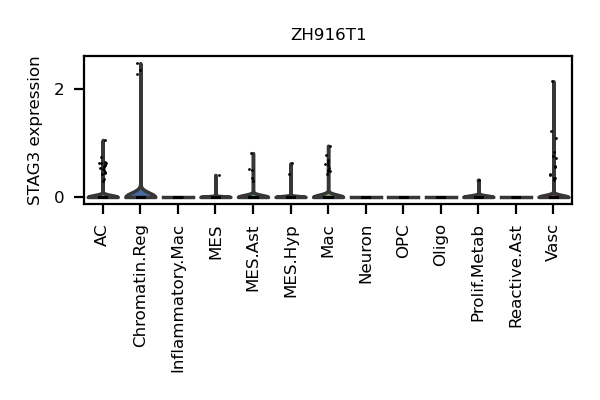 ZH916T1
STAG3 expression
2
0
AC
Chromatin.Reg
Inflammatory.Mac
MES
MES.Ast
MES.Hyp
Mac
Neuron
OPC
Oligo
Prolif.Metab
Reactive.Ast
Vasc